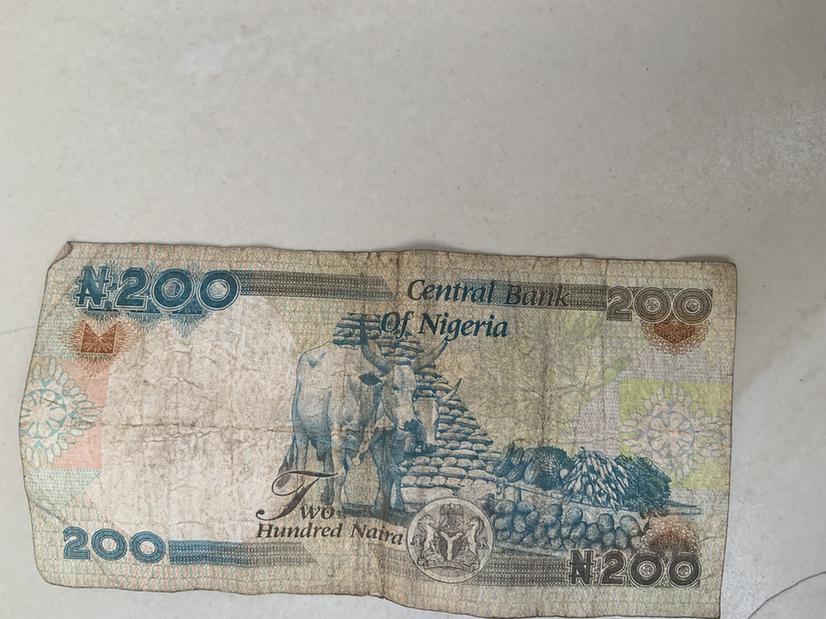 ₦200
Central Bank
Of Nigeria
200
Two
Hundred Naira
200
₦200